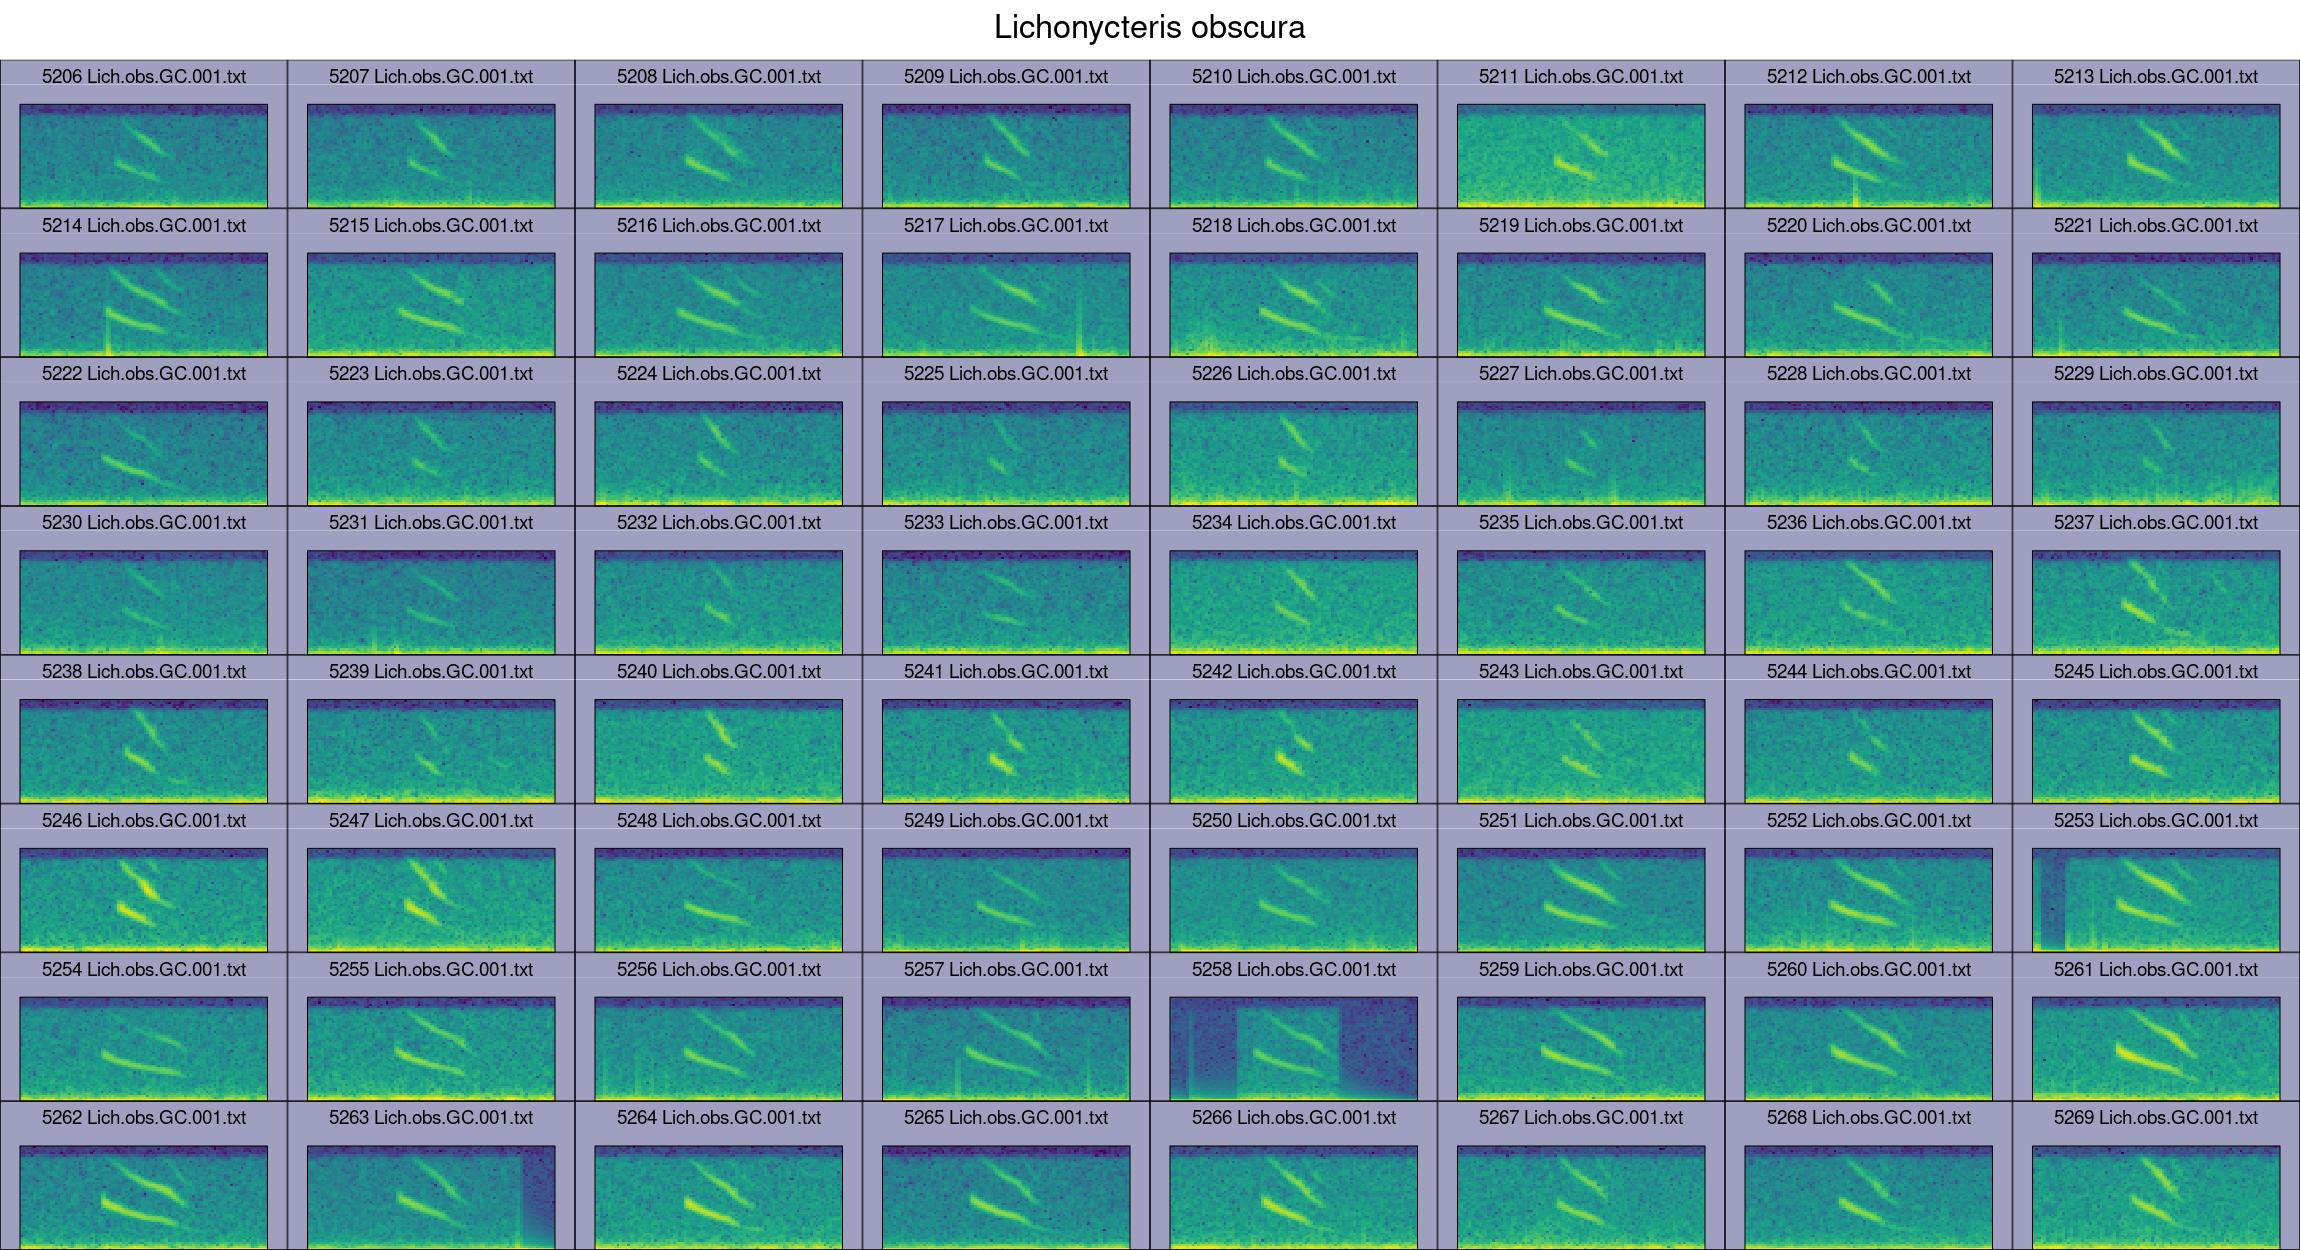 Lichonycteris obscura
5206 Lich.obs.GC.001.txt 5207 Lich.obs.GC.001.txt 5208 Lich.obs.GC.001.txt 5209 Lich.obs.GC.001.txt 5210 Lich.obs.GC.001.txt 5211 Lich.obs.GC.001.txt 5212 Lich.obs.GC.001.txt 5213 Lich.obs.GC.001.txt
5214 Lich.obs.GC.001.txt 5215 Lich.obs.GC.001.txt 5216 Lich.obs.GC.001.txt 5217 Lich.obs.GC.001.txt 5218 Lich.obs.GC.001.txt 5219 Lich.obs.GC.001.txt 5220 Lich.obs.GC.001.txt 5221 Lich.obs.GC.001.txt
5222 Lich.obs.GC.001.txt 5223 Lich.obs.GC.001.txt 5224 Lich.obs.GC.001.txt 5225 Lich.obs.GC.001.txt 5226 Lich.obs.GC.001.txt 5227 Lich.obs.GC.001.txt 5228 Lich.obs.GC.001.txt 5229 Lich.obs.GC.001.txt
5230 Lich.obs.GC.001.txt 5231 Lich.obs.GC.001.txt 5232 Lich.obs.GC.001.txt 5233 Lich.obs.GC.001.txt 5234 Lich.obs.GC.001.txt 5235 Lich.obs.GC.001.txt 5236 Lich.obs.GC.001.txt 5237 Lich.obs.GC.001.txt
5238 Lich.obs.GC.001.txt 5239 Lich.obs.GC.001.txt 5240 Lich.obs.GC.001.txt 5241 Lich.obs.GC.001.txt 5242 Lich.obs.GC.001.txt 5243 Lich.obs.GC.001.txt 5244 Lich.obs.GC.001.txt 5245 Lich.obs.GC.001.txt
5246 Lich.obs.GC.001.txt 5247 Lich.obs.GC.001.txt 5248 Lich.obs.GC.001.txt 5249 Lich.obs.GC.001.txt 5250 Lich.obs.GC.001.txt 5251 Lich.obs.GC.001.txt 5252 Lich.obs.GC.001.txt 5253 Lich.obs.GC.001.txt
5254 Lich.obs.GC.001.txt 5255 Lich.obs.GC.001.txt 5256 Lich.obs.GC.001.txt 5257 Lich.obs.GC.001.txt 5258 Lich.obs.GC.001.txt 5259 Lich.obs.GC.001.txt 5260 Lich.obs.GC.001.txt 5261 Lich.obs.GC.001.txt
5262 Lich.obs.GC.001.txt 5263 Lich.obs.GC.001.txt 5264 Lich.obs.GC.001.txt 5265 Lich.obs.GC.001.txt 5266 Lich.obs.GC.001.txt 5267 Lich.obs.GC.001.txt 5268 Lich.obs.GC.001.txt 5269 Lich.obs.GC.001.txt